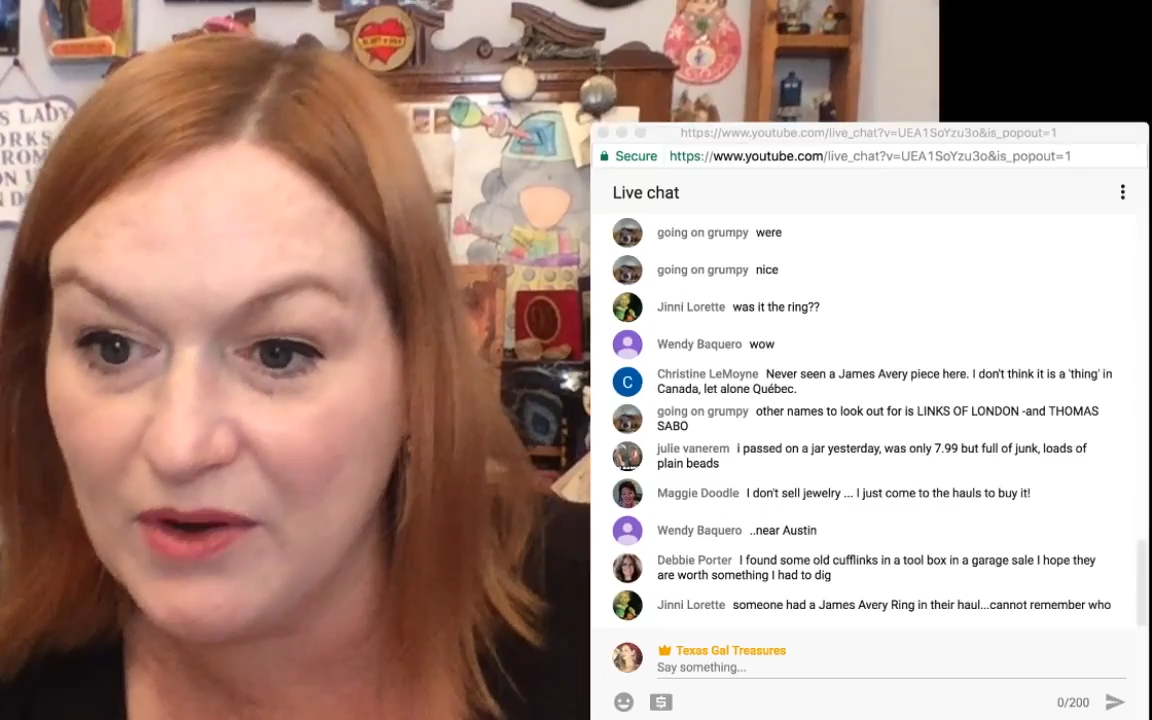 S LADY
ORKS
ROM
ON
https://www.youtube.com/live_chat?v=UEA1SoYzu3o&is_popout=1
Secure https://www.youtube.com/live_chat?v=UEA1SoYzu3o&is_popout=1
Live chat
going on grumpy were
going on grumpy nice
Jinni Lorette was it the ring??
Wendy Baquero wow
C
Christine LeMoyne Never seen a James Avery piece here. I don't think it is a 'thing' in
Canada, let alone Québec.
going on grumpy other names to look out for is LINKS OF LONDON -and THOMAS
SABO
julie vanerem i passed on a jar yesterday, was only 7.99 but full of junk, loads of
plain beads
Maggie Doodle I don't sell jewelry ... I just come to the hauls to buy it!
Wendy Baquero ..near Austin
Debbie Porter I found some old cufflinks in a tool box in a garage sale I hope they
are worth something I had to dig
Jinni Lorette someone had a James Avery Ring in their haul...cannot remember who
Texas Gal Treasures
Say something...
0/200